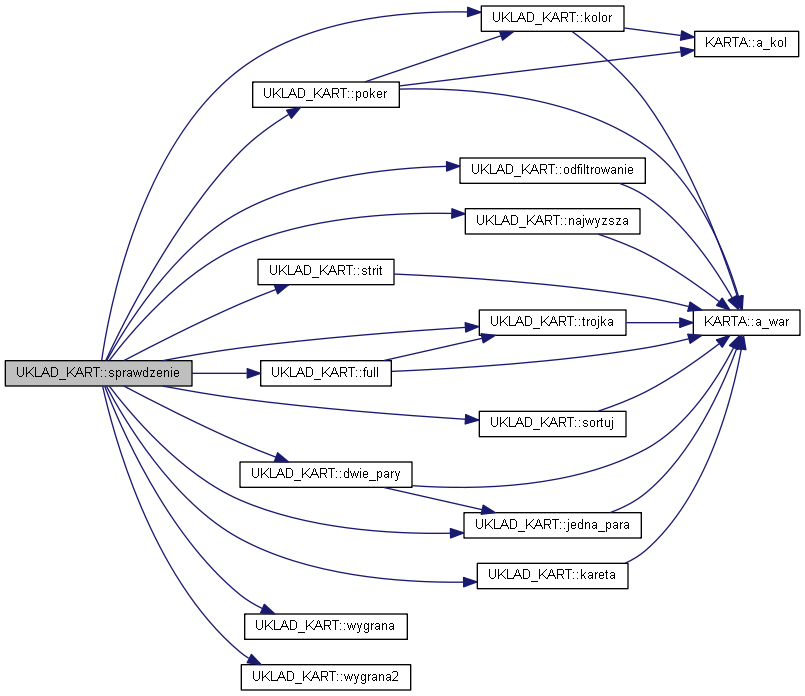 UKLAD_KART::kolor
KARTA::a_kol
UKLAD_KART::poker
UKLAD_KART::odfiltrowanie
UKLAD_KART::najwyzsza
UKLAD_KART::strit
UKLAD_KART::trojka
KARTA::a_war
UKLAD_KART::sprawdzenie
UKLAD_KART::full
UKLAD_KART::sortuj
UKLAD_KART::dwie_pary
UKLAD_KART::jedna_para
UKLAD_KART::kareta
UKLAD_KART::wygrana
UKLAD_KART::wygrana2